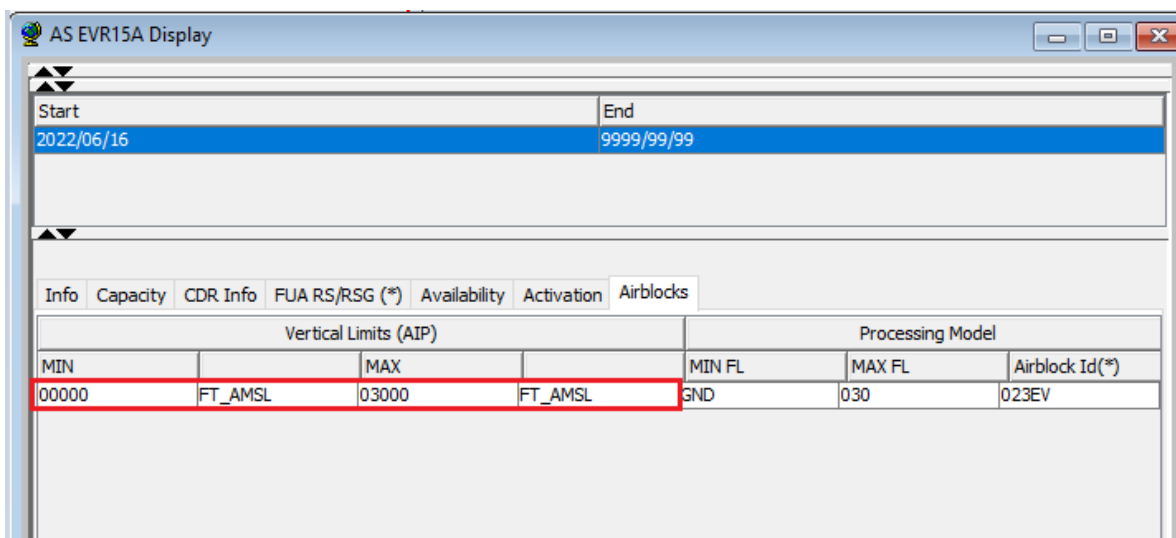 AS EVR15A Display
Start End
2022/06/16 9999/99/99
Info Capacity CDR Info FUA RS/RSG (*) Availability Activation Airblocks
Vertical Limits (AIP) Processing Model
MIN MAX MIN FL MAX FL Airblock Id(*)
00000 FT_AMSL 03000 FT_AMSL GND 030 023EV